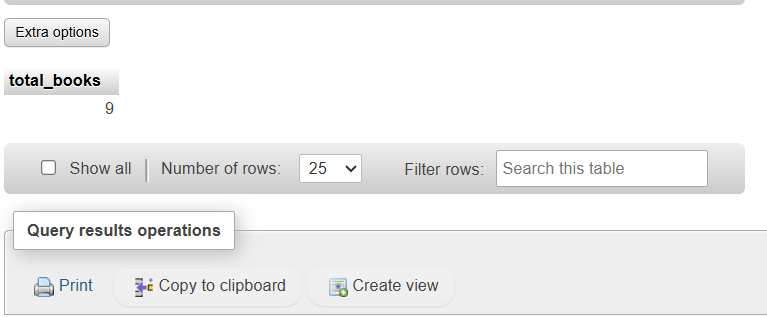 Extra options
total_books
9
Show all Number of rows: 25 Filter rows: Search this table
Query results operations
Print Copy to clipboard Create view